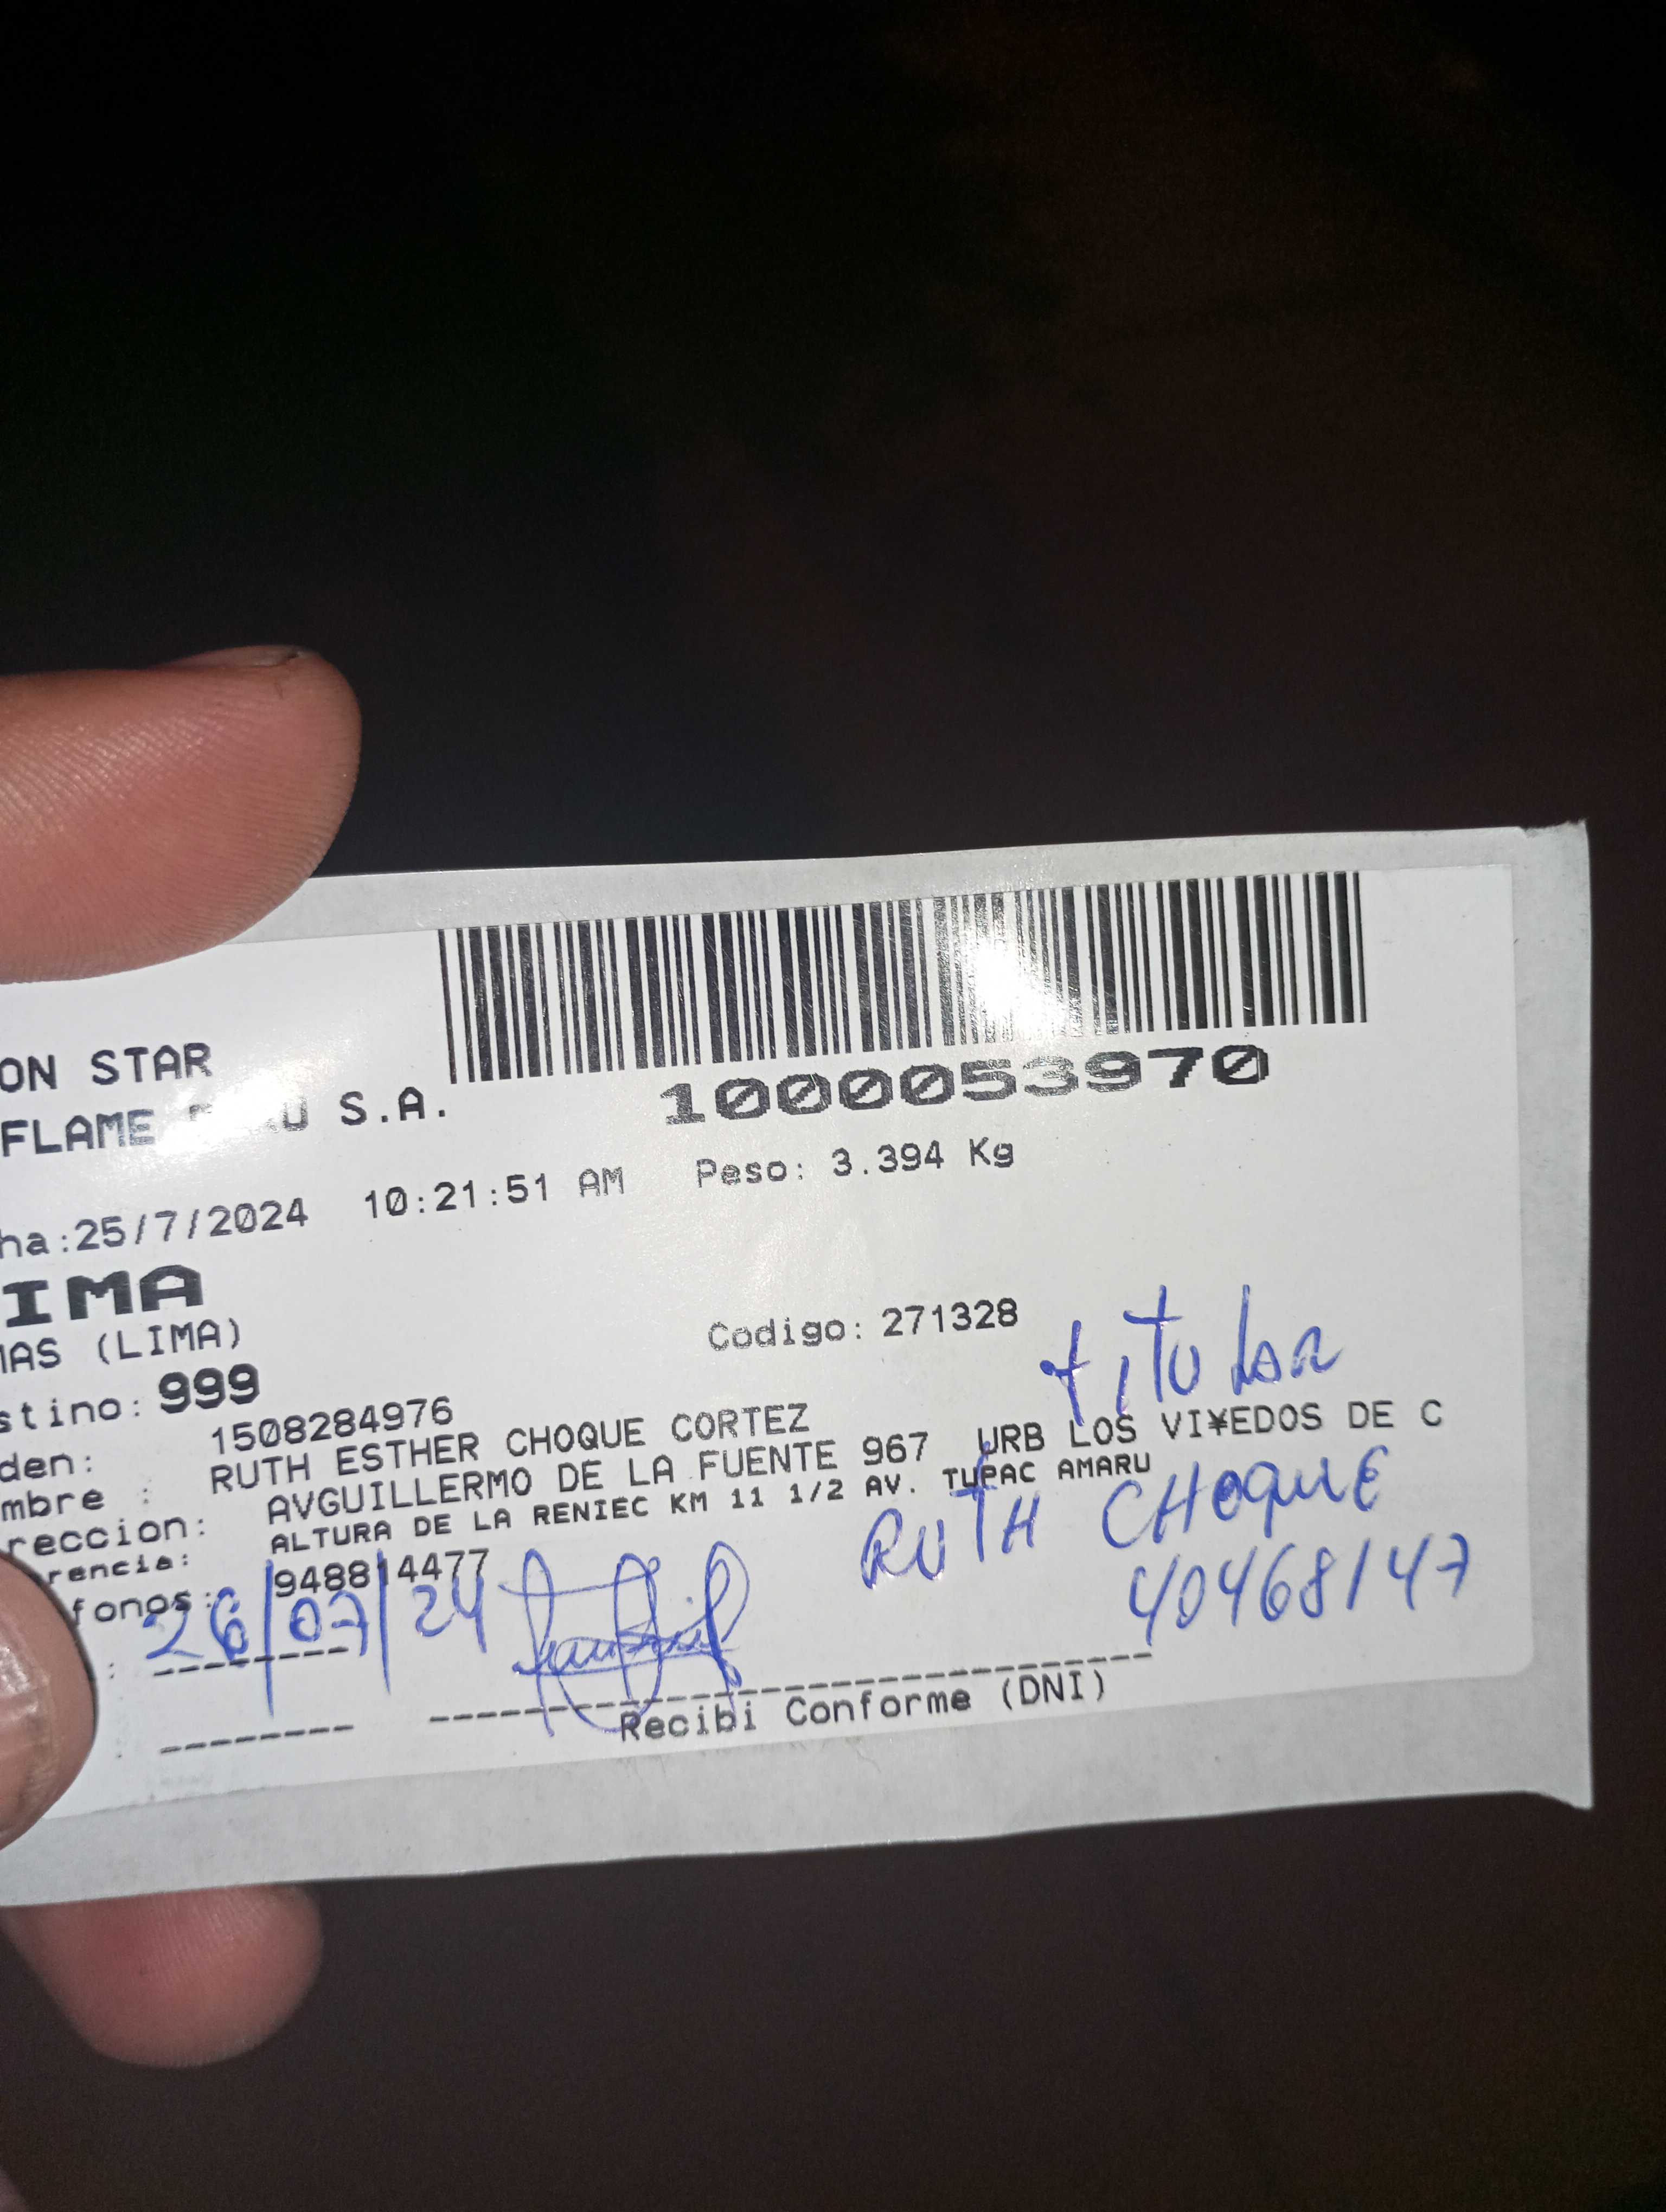 ON STAR
FLAME S.A.
1000053970
ha:25/7/2024 10:21:51 AM Peso: 3.394 Kg
IMA
MAS (LIMA)
Codigo: 271328
titular
stino: 999
den: 1508284976
mbre : RUTH ESTHER CHOQUE CORTEZ
reccion: AVGUILLERMO DE LA FUENTE 967 URB LOS VI¥EDOS DE C
rencia: ALTURA DE LA RENIEC KM 11 1/2 AV. TUPAC AMARU
fonos: 948814477
RUTH CHOQUE
40468147
26/07/24
Recibi Conforme (DNI)